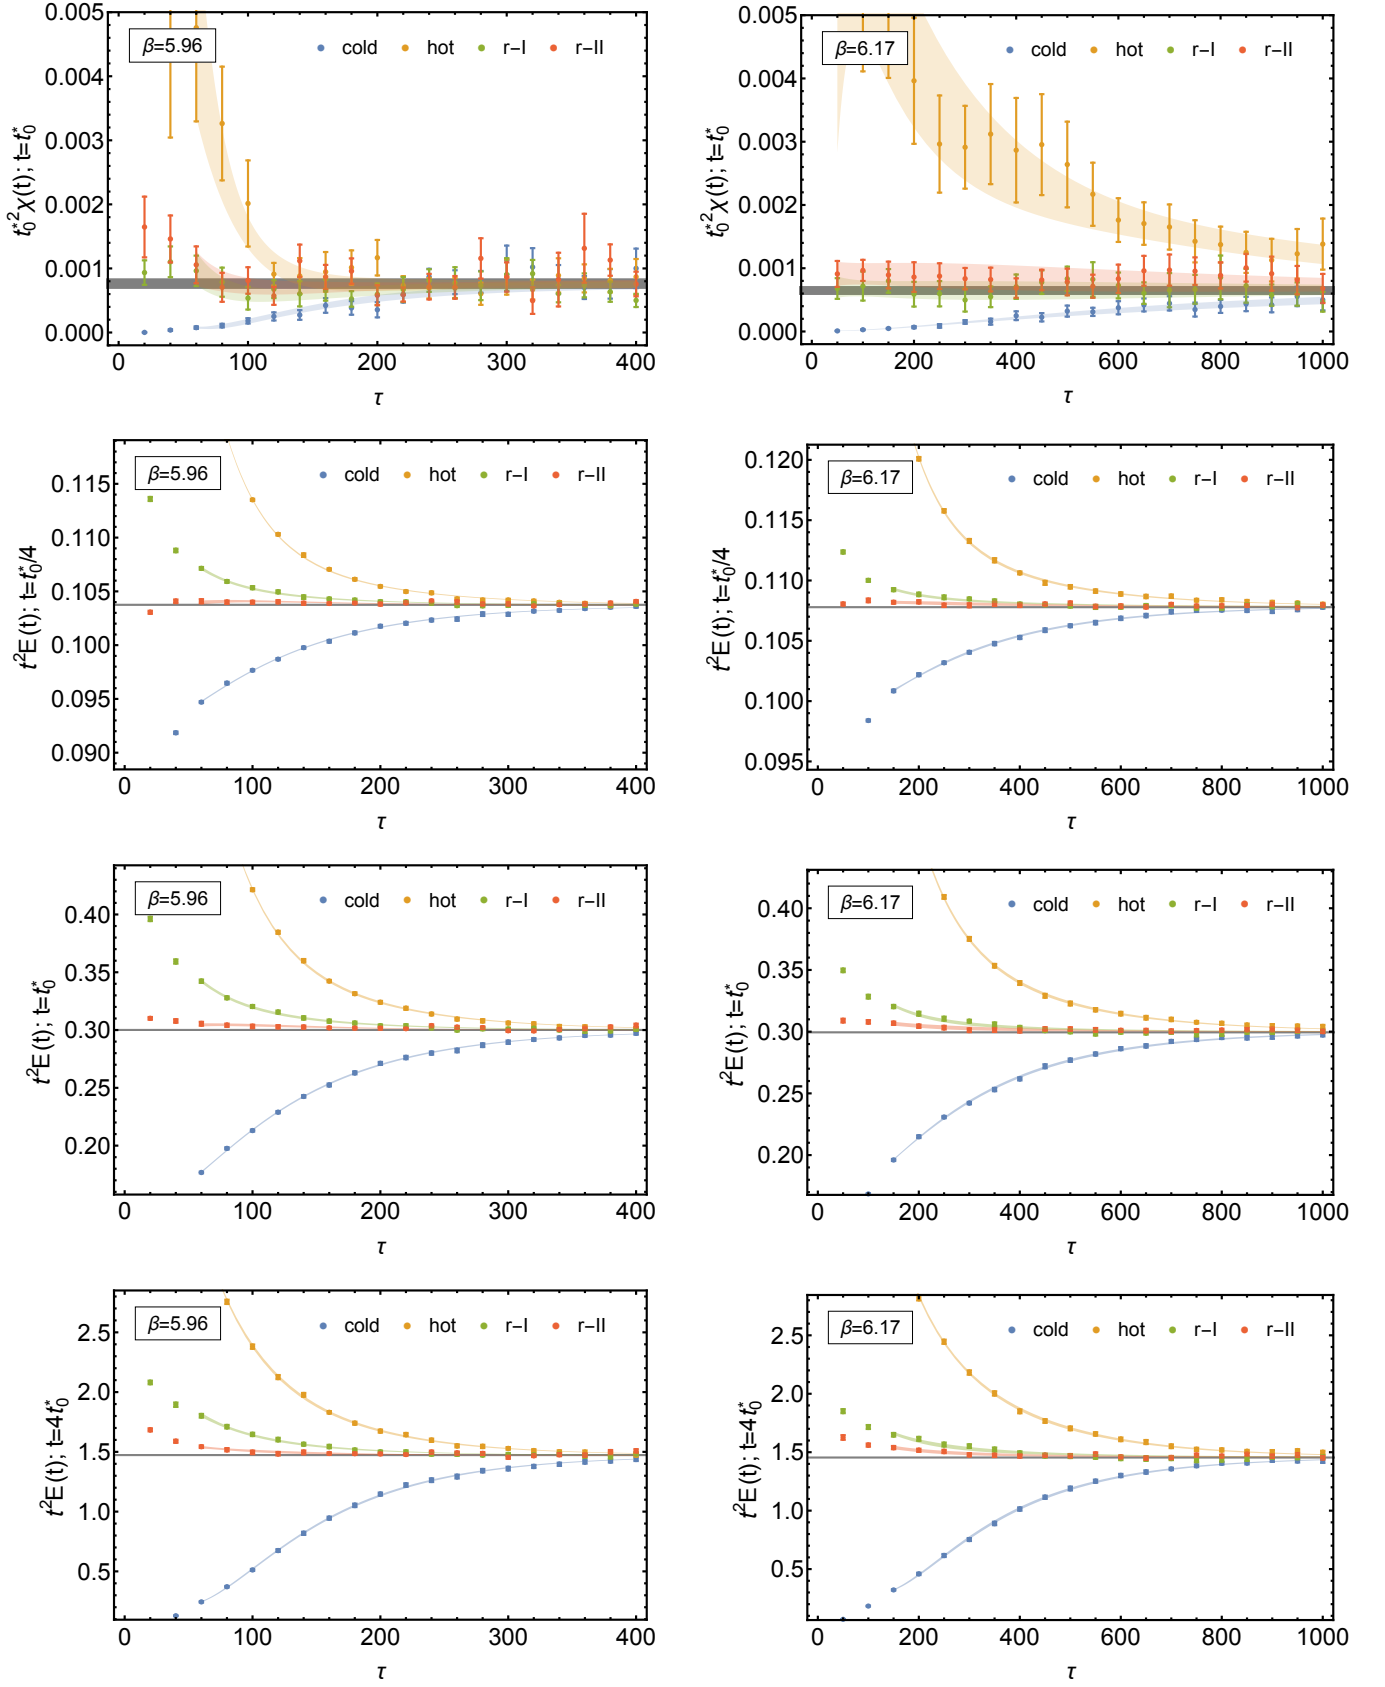 β=5.96
cold hot r-I r-II
0.005
0.004
0.003
0.002
0.001
0.000
t₀*²χ(t); t=t₀*
0 100 200 300 400
τ
β=6.17
cold hot r-I r-II
0.005
0.004
0.003
0.002
0.001
0.000
t₀*²χ(t); t=t₀*
0 200 400 600 800 1000
τ
β=5.96
cold hot r-I r-II
0.115
0.110
0.105
0.100
0.095
0.090
t²E(t); t=t₀*/4
0 100 200 300 400
τ
β=6.17
cold hot r-I r-II
0.120
0.115
0.110
0.105
0.100
0.095
t²E(t); t=t₀*/4
0 200 400 600 800 1000
τ
β=5.96
cold hot r-I r-II
0.40
0.35
0.30
0.25
0.20
t²E(t); t=t₀*
0 100 200 300 400
τ
β=6.17
cold hot r-I r-II
0.40
0.35
0.30
0.25
0.20
t²E(t); t=t₀*
0 200 400 600 800 1000
τ
β=5.96
cold hot r-I r-II
2.5
2.0
1.5
1.0
0.5
t²E(t); t=4t₀*
0 100 200 300 400
τ
β=6.17
cold hot r-I r-II
2.5
2.0
1.5
1.0
0.5
t²E(t); t=4t₀*
0 200 400 600 800 1000
τ